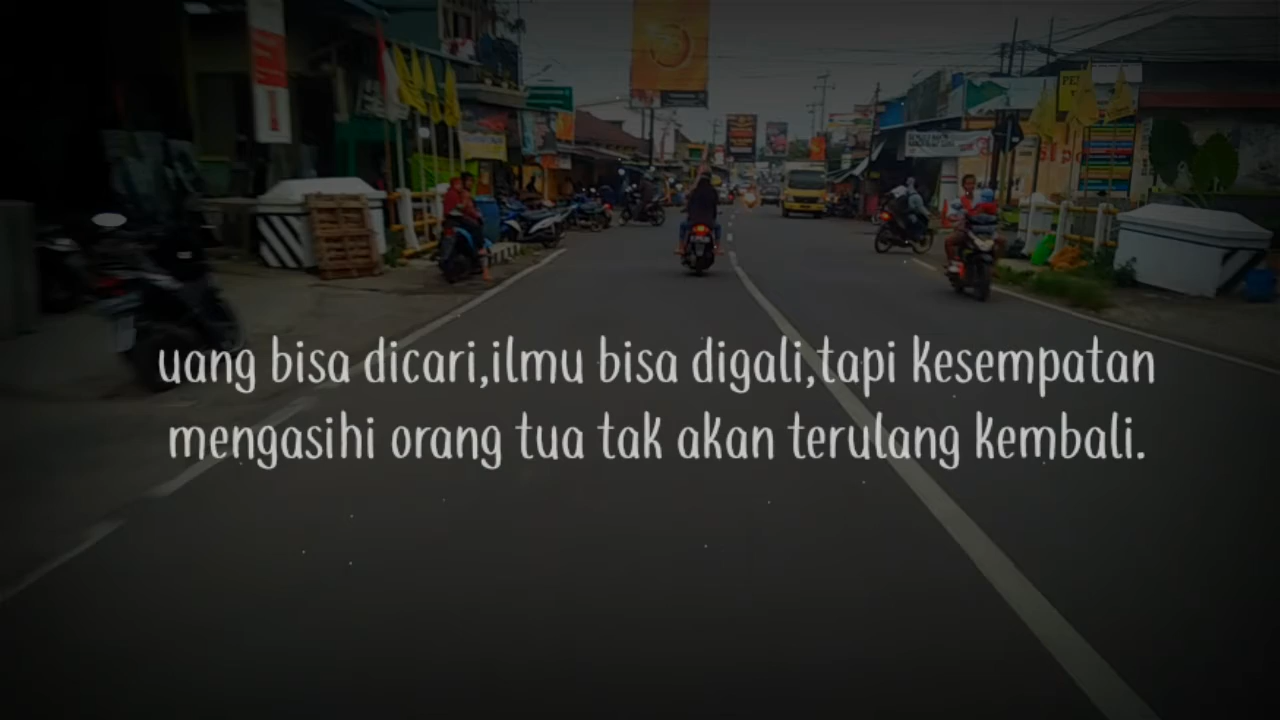 uang bisa dicari,ilmu bisa digali,tapi kesempatan
mengasihi orang tua tak akan terulang kembali.